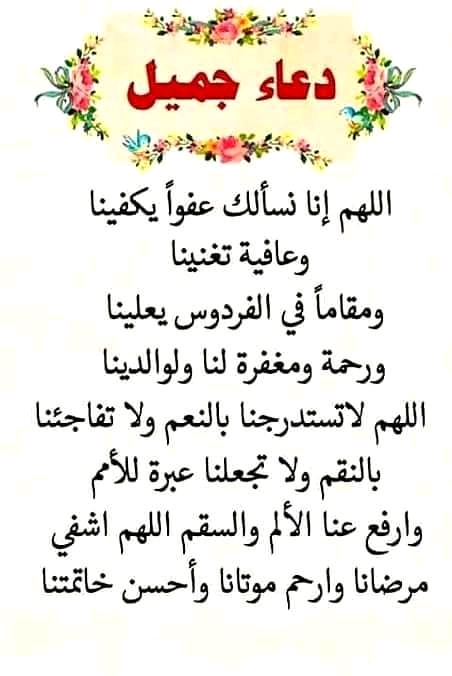 دعاء جميل
اللهم إنا نسألك عفواً يكفينا
وعافية تغنينا
ومقاماً في الفردوس يعلينا
ورحمة ومغفرة لنا ولوالدينا
اللهم لاتستدرجنا بالنعم ولا تفاجئنا
بالنقم ولا تجعلنا عبرة للأمم
وارفع عنا الألم والسقم اللهم اشفي
مرضانا وارحم موتانا وأحسن خاتمتنا